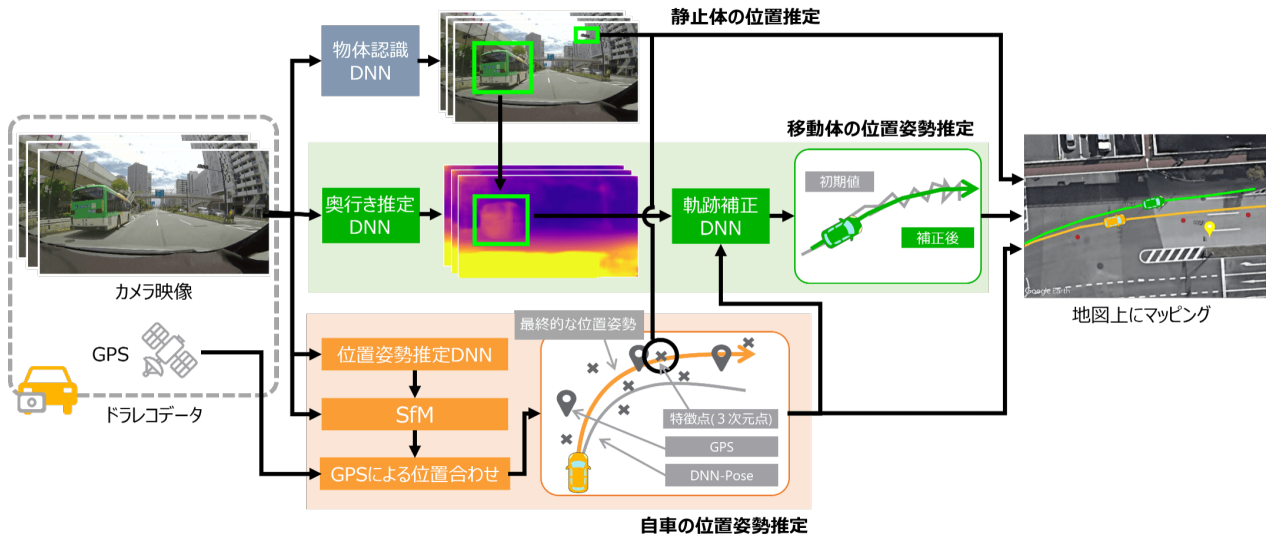 静止体の位置推定
物体認識
DNN
移動体の位置姿勢推定
奥行き推定
DNN
軌跡補正
DNN
初期値
補正後
カメラ映像
GPS
ドラレコデータ
Google Earth
地図上にマッピング
最終的な位置姿勢
位置姿勢推定DNN
SfM
GPSによる位置合わせ
特徴点(３次元点)
GPS
DNN-Pose
自車の位置姿勢推定